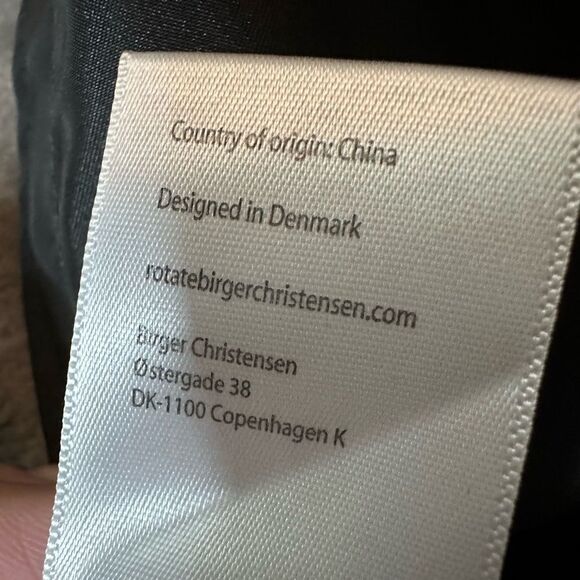 Country of origin: China
Designed in Denmark
rotatebirgerchristensen.com
Birger Christensen
Østergade 38
DK-1100 Copenhagen K